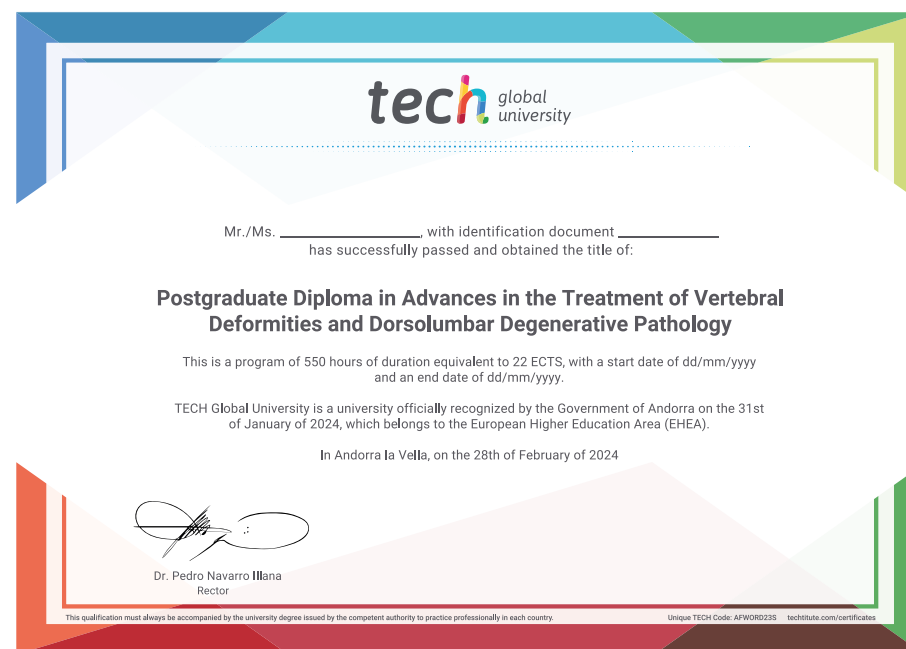 tech global university
Mr./Ms. ____________________, with identification document ______________
has successfully passed and obtained the title of:
Postgraduate Diploma in Advances in the Treatment of Vertebral
Deformities and Dorsolumbar Degenerative Pathology
This is a program of 550 hours of duration equivalent to 22 ECTS, with a start date of dd/mm/yyyy
and an end date of dd/mm/yyyy.
TECH Global University is a university officially recognized by the Government of Andorra on the 31st
of January of 2024, which belongs to the European Higher Education Area (EHEA).
In Andorra la Vella, on the 28th of February of 2024
Dr. Pedro Navarro Illana
Rector
This qualification must always be accompanied by the university degree issued by the competent authority to practice professionally in each country. Unique TECH Code: AFWORD23S techtitute.com/certificates